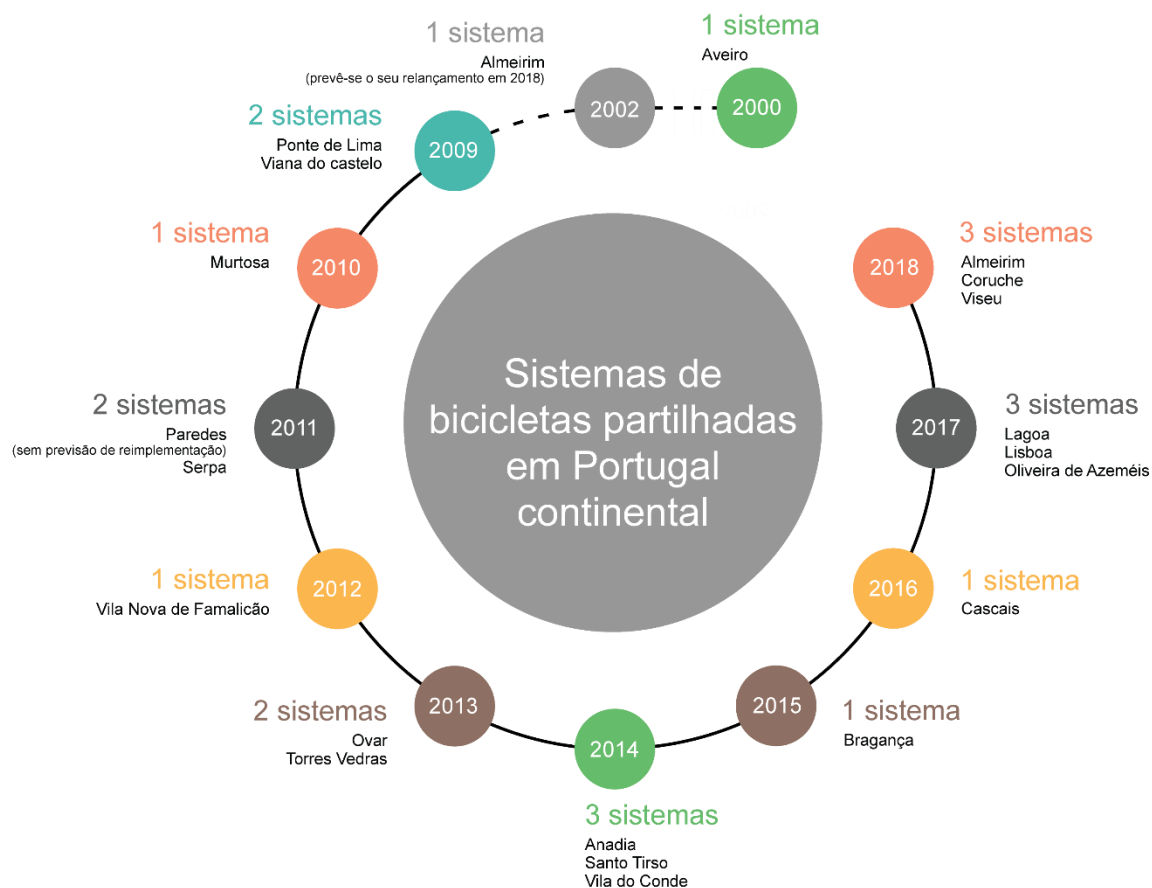 1 sistema
Aveiro
2000
1 sistema
Almeirim
(prevê-se o seu relançamento em 2018)
2002
2 sistemas
Ponte de Lima
Viana do castelo
2009
1 sistema
Murtosa
2010
2 sistemas
Paredes
(sem previsão de reimplementação)
Serpa
2011
1 sistema
Vila Nova de Famalicão
2012
2 sistemas
Ovar
Torres Vedras
2013
2014
3 sistemas
Anadia
Santo Tirso
Vila do Conde
2015
1 sistema
Bragança
2016
1 sistema
Cascais
2017
3 sistemas
Lagoa
Lisboa
Oliveira de Azeméis
2018
3 sistemas
Almeirim
Coruche
Viseu
Sistemas de
bicicletas partilhadas
em Portugal
continental